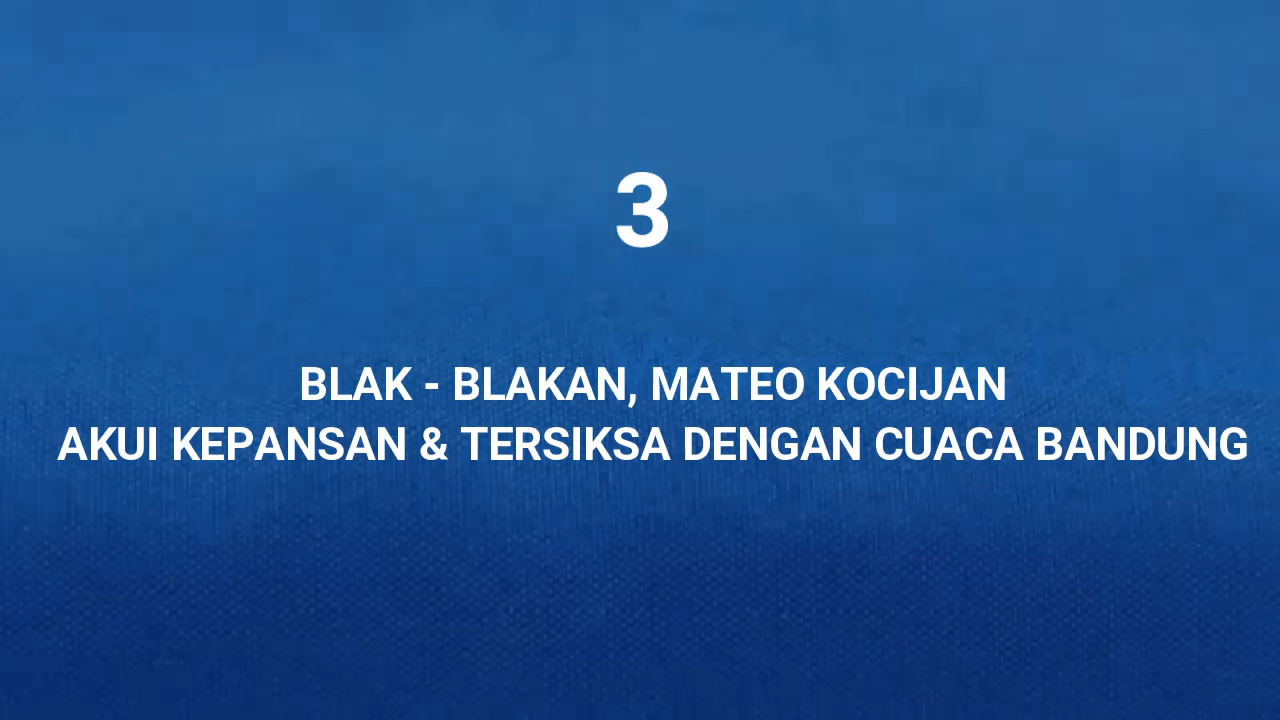 3
BLAK - BLAKAN, MATEO KOCIJAN
AKUI KEPANSAN & TERSIKSA DENGAN CUACA BANDUNG